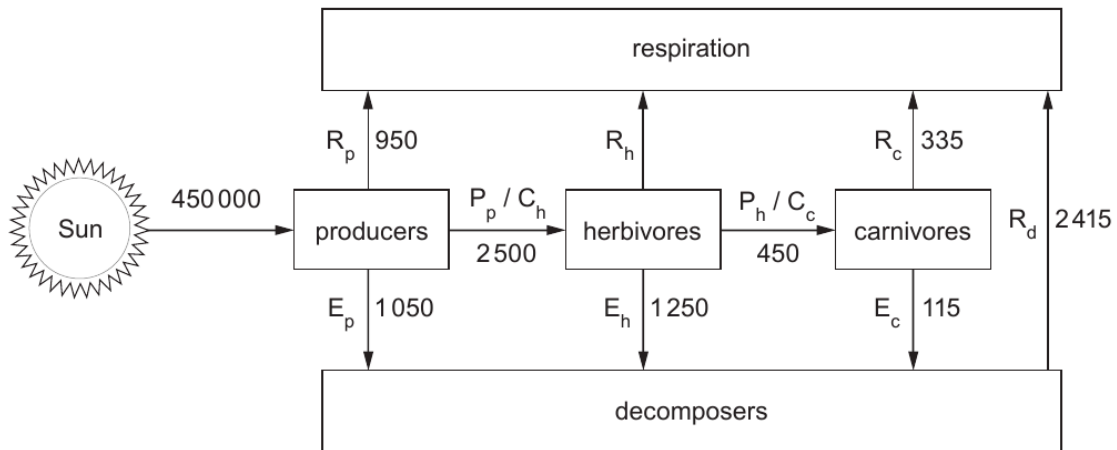 respiration
R_p 950
R_h
R_c 335
450 000
P_p / C_h
P_h / C_c
R_d 2 415
Sun
producers
herbivores
carnivores
2 500
450
E_p 1 050
E_h 1 250
E_c 115
decomposers